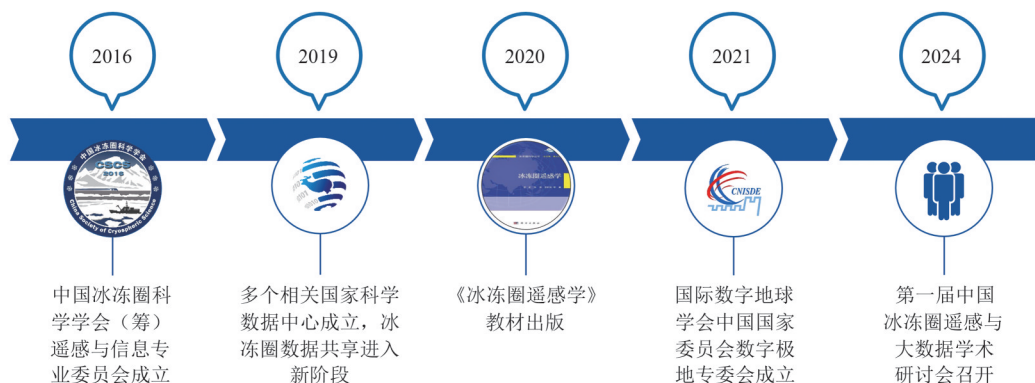 2016
2019
2020
2021
2024
中国冰冻圈科学学会
CSCS
2016
China Society of Cryospheric Science
冰冻圈遥感学
CNISDE
中国冰冻圈科
学学会（筹）
遥感与信息专
业委员会成立
多个相关国家科学
数据中心成立，冰
冻圈数据共享进入
新阶段
《冰冻圈遥感学》
教材出版
国际数字地球
学会中国国家
委员会数字极
地专委会成立
第一届中国
冰冻圈遥感与
大数据学术
研讨会召开